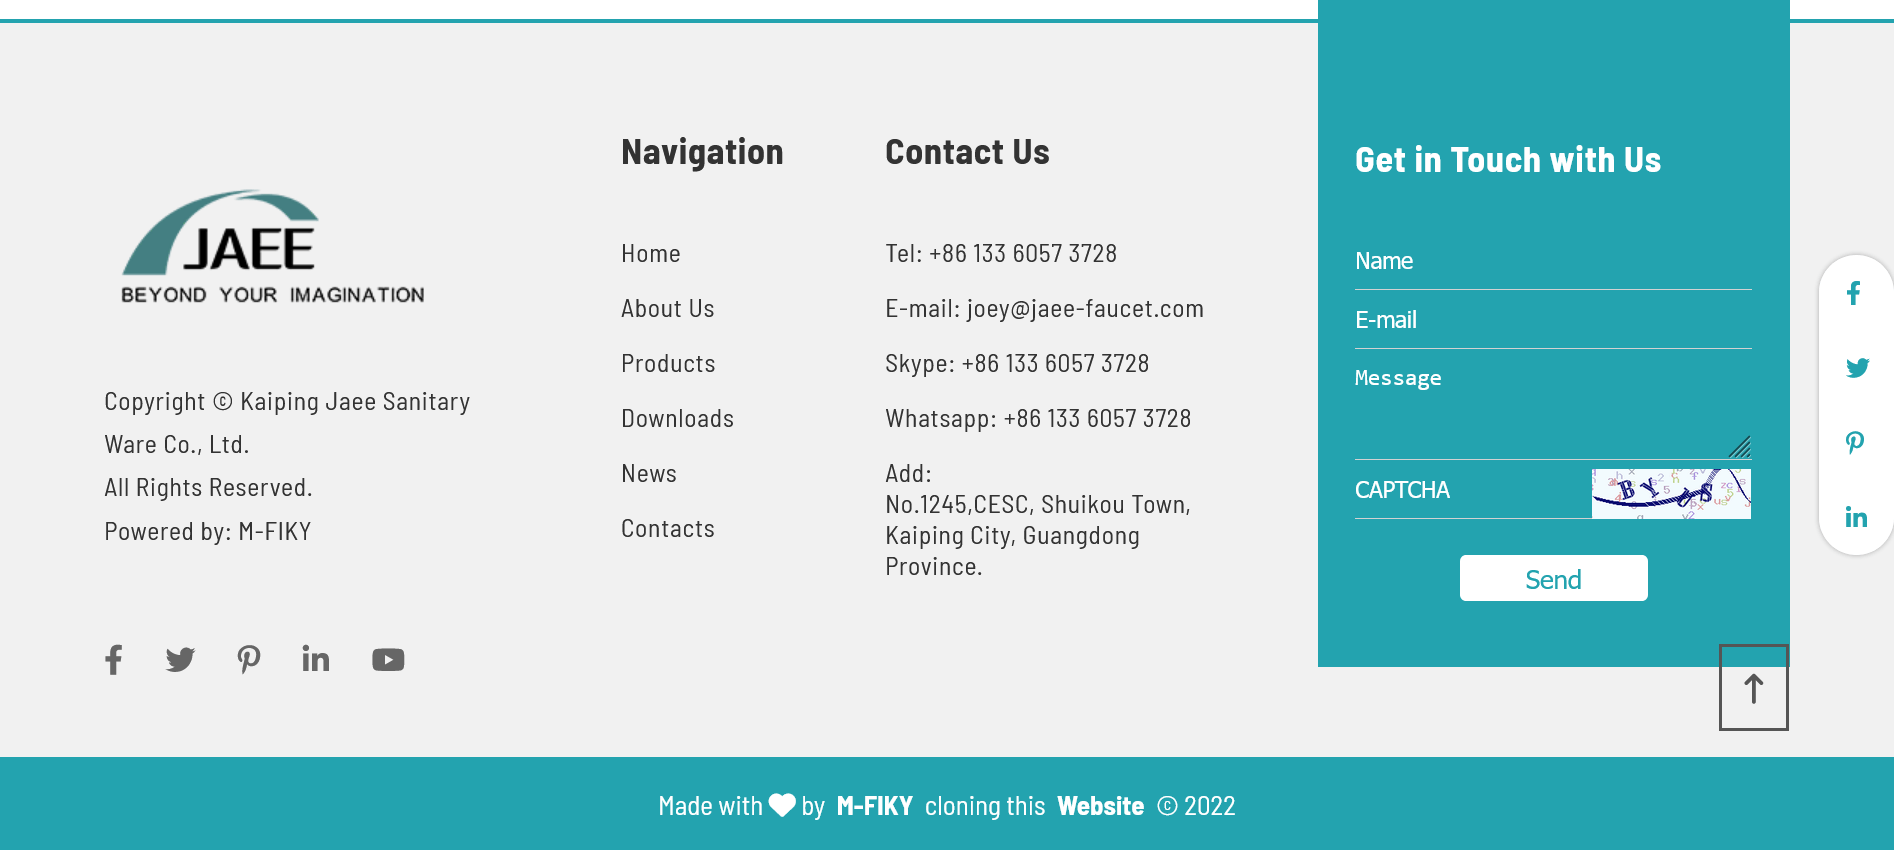 JAEE
BEYOND YOUR IMAGINATION
Copyright © Kaiping Jaee Sanitary
Ware Co., Ltd.
All Rights Reserved.
Powered by: M-FIKY
Navigation
Home
About Us
Products
Downloads
News
Contacts
Contact Us
Tel: +86 133 6057 3728
E-mail: joey@jaee-faucet.com
Skype: +86 133 6057 3728
Whatsapp: +86 133 6057 3728
Add:
No.1245,CESC, Shuikou Town,
Kaiping City, Guangdong
Province.
Get in Touch with Us
Name
E-mail
Message
CAPTCHA
Send
Made with by M-FIKY cloning this Website © 2022